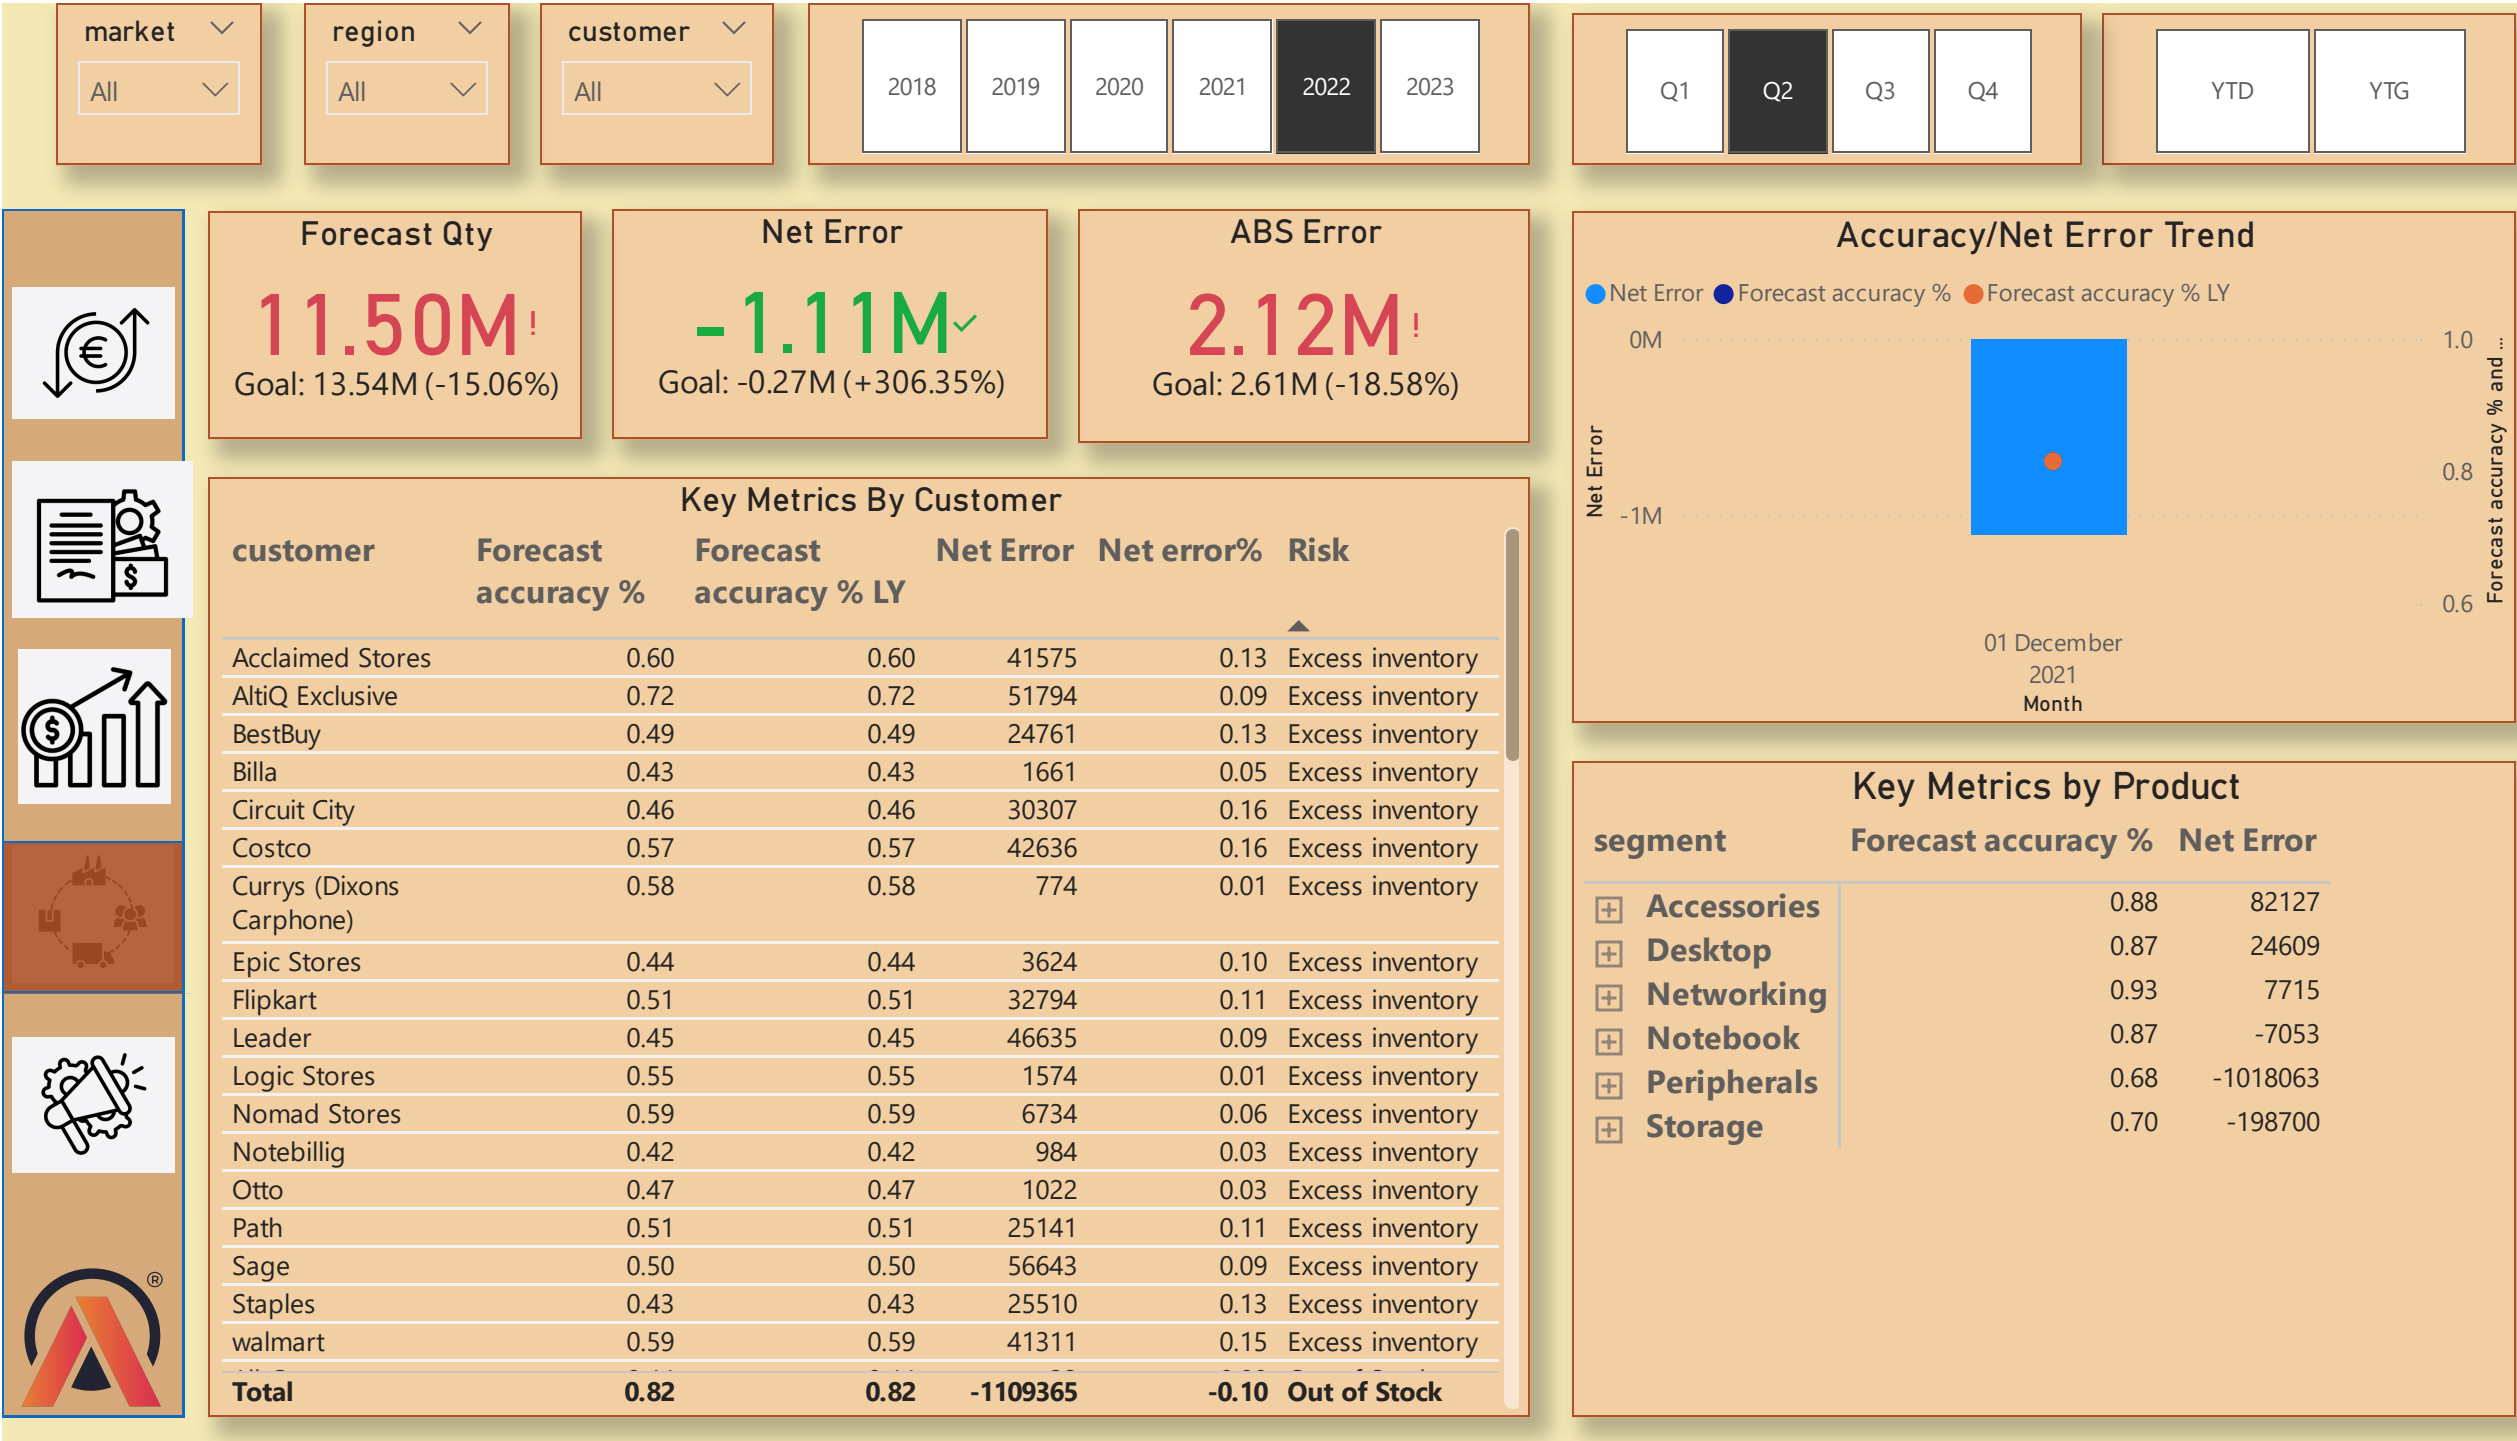 market
All
region
All
customer
All
2018 2019 2020 2021 2022 2023
Q1 Q2 Q3 Q4
YTD YTG
Forecast Qty
11.50M!
Goal: 13.54M (-15.06%)
Net Error
-1.11M
Goal: -0.27M (+306.35%)
ABS Error
2.12M!
Goal: 2.61M (-18.58%)
Accuracy/Net Error Trend
Net Error Forecast accuracy % Forecast accuracy % LY
0M
-1M
Net Error
1.0
0.8
0.6
Forecast accuracy % and ...
01 December
2021
Month
Key Metrics By Customer
customer Forecast accuracy % Forecast accuracy % LY Net Error Net error% Risk
Acclaimed Stores 0.60 0.60 41575 0.13 Excess inventory
AltiQ Exclusive 0.72 0.72 51794 0.09 Excess inventory
BestBuy 0.49 0.49 24761 0.13 Excess inventory
Billa 0.43 0.43 1661 0.05 Excess inventory
Circuit City 0.46 0.46 30307 0.16 Excess inventory
Costco 0.57 0.57 42636 0.16 Excess inventory
Currys (Dixons 0.58 0.58 774 0.01 Excess inventory
Carphone)
Epic Stores 0.44 0.44 3624 0.10 Excess inventory
Flipkart 0.51 0.51 32794 0.11 Excess inventory
Leader 0.45 0.45 46635 0.09 Excess inventory
Logic Stores 0.55 0.55 1574 0.01 Excess inventory
Nomad Stores 0.59 0.59 6734 0.06 Excess inventory
Notebillig 0.42 0.42 984 0.03 Excess inventory
Otto 0.47 0.47 1022 0.03 Excess inventory
Path 0.51 0.51 25141 0.11 Excess inventory
Sage 0.50 0.50 56643 0.09 Excess inventory
Staples 0.43 0.43 25510 0.13 Excess inventory
walmart 0.59 0.59 41311 0.15 Excess inventory
Total 0.82 0.82 -1109365 -0.10 Out of Stock
Key Metrics by Product
segment Forecast accuracy % Net Error
Accessories 0.88 82127
Desktop 0.87 24609
Networking 0.93 7715
Notebook 0.87 -7053
Peripherals 0.68 -1018063
Storage 0.70 -198700
®